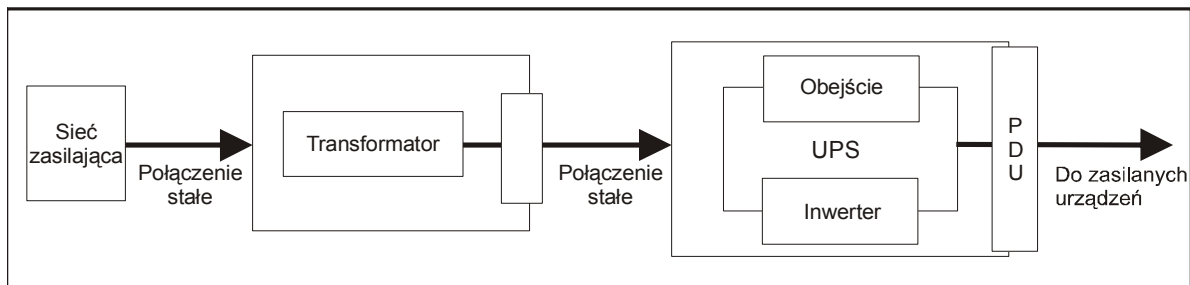 Sieć
zasilająca
Połączenie
stałe
Transformator
Połączenie
stałe
Obejście
UPS
Inwerter
P
D
U
Do zasilanych
urządzeń